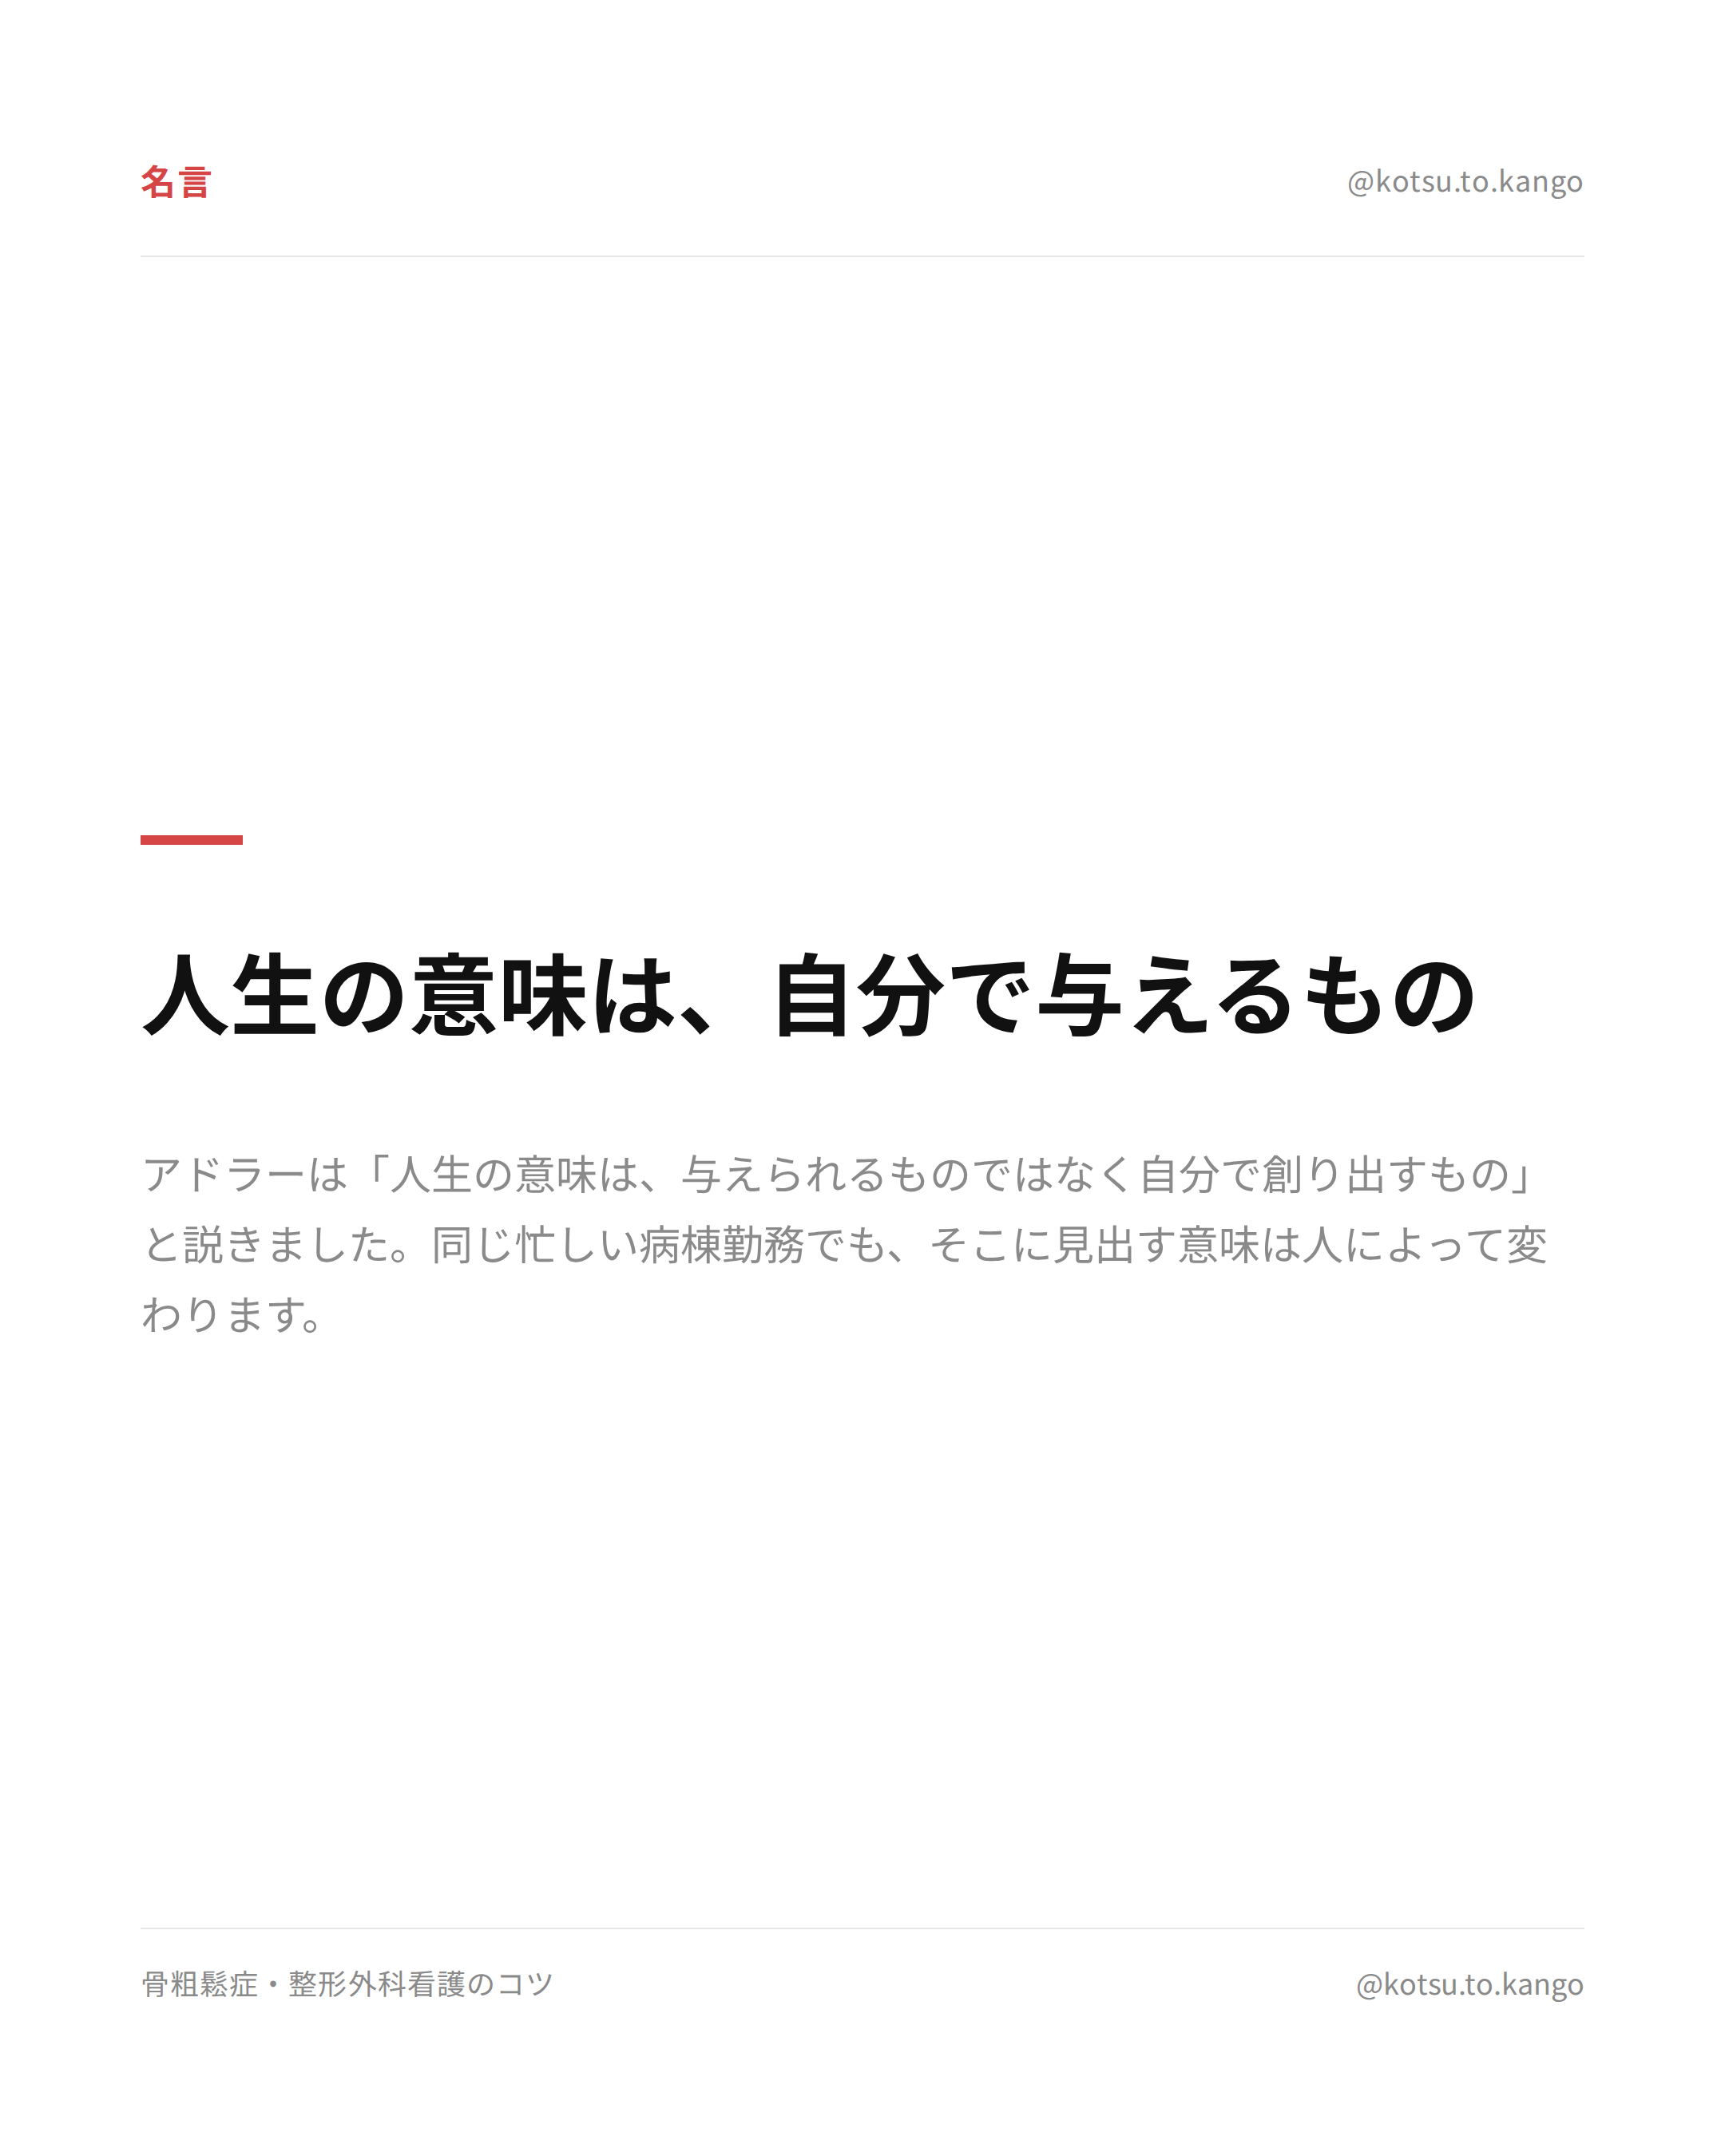 名言
@kotsu.to.kango
人生の意味は、自分で与えるもの
アドラーは「人生の意味は、与えられるものではなく自分で創り出すもの」
と説きました。同じ忙しい病棟勤務でも、そこに見出す意味は人によって変
わります。
骨粗鬆症・整形外科看護のコツ
@kotsu.to.kango